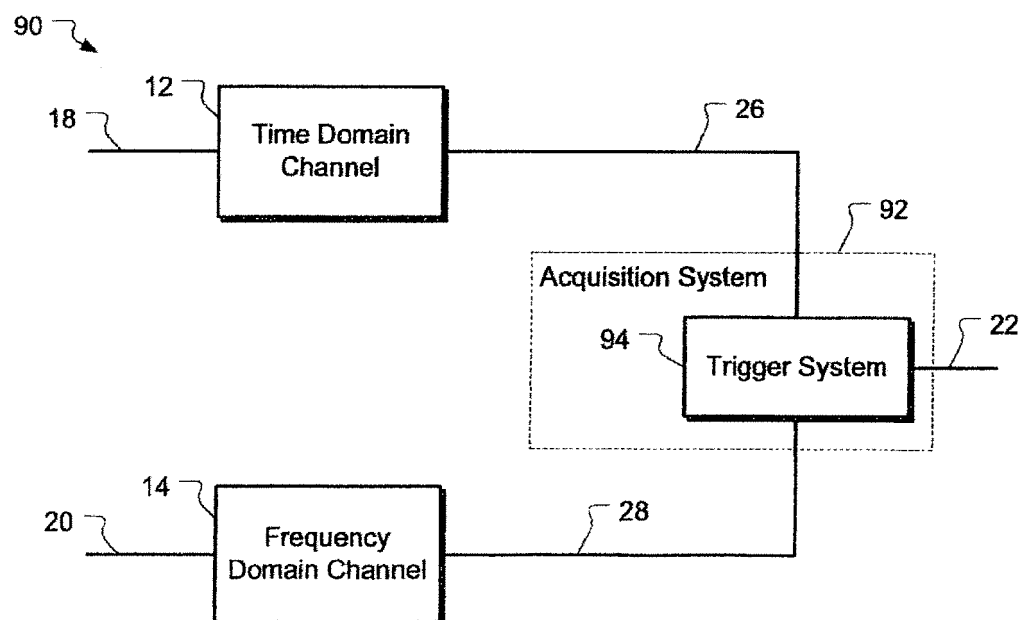 90
12
18
Time Domain
Channel
26
92
Acquisition System
94
Trigger System
22
14
20
Frequency
Domain Channel
28